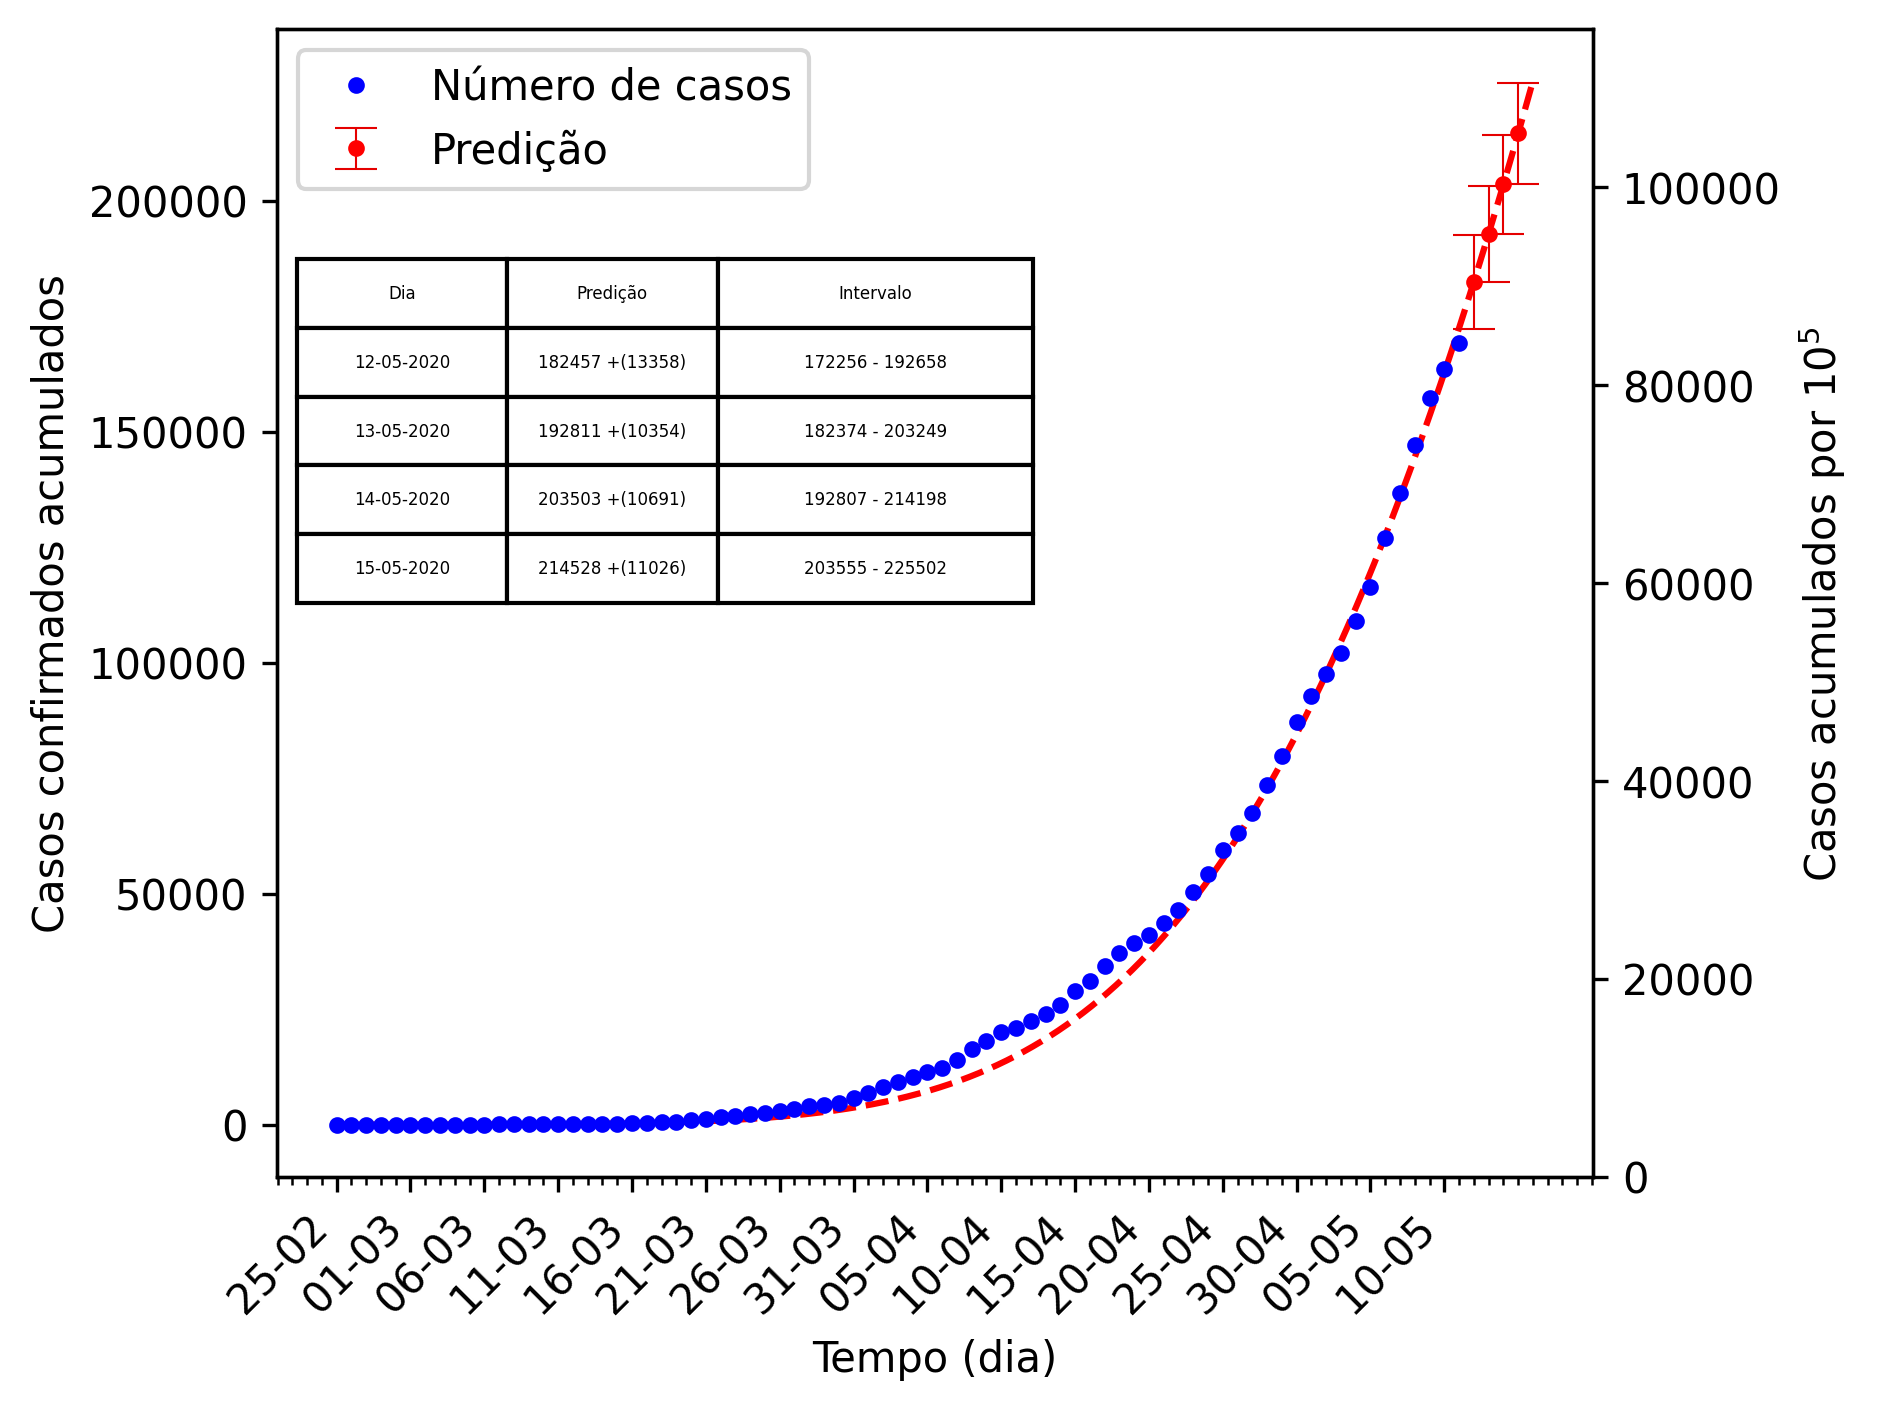 Número de casos
Predição
Dia Predição Intervalo
12-05-2020 182457 +(13358) 172256 - 192658
13-05-2020 192811 +(10354) 182374 - 203249
14-05-2020 203503 +(10691) 192807 - 214198
15-05-2020 214528 +(11026) 203555 - 225502
Casos confirmados acumulados
200000
150000
100000
50000
0
100000
80000
60000
40000
20000
0
Casos acumulados por 10⁵
25-02 01-03 06-03 11-03 16-03 21-03 26-03 31-03 05-04 10-04 15-04 20-04 25-04 30-04 05-05 10-05
Tempo (dia)